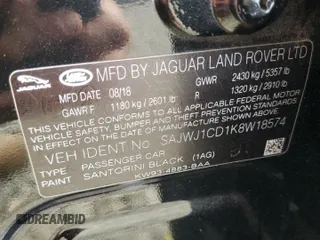 JAGUAR
LAND ROVER
MFD BY JAGUAR LAND ROVER LTD
MFD DATE 08/18 GVWR 2430 kg / 5357 lb
GAWR F 1180 kg / 2601 lb R 1320 kg / 2910 lb
THIS VEHICLE CONFORMS TO ALL APPLICABLE FEDERAL MOTOR
VEHICLE SAFETY, BUMPER, AND THEFT PREVENTION STANDARDS
IN EFFECT ON THE DATE OF MANUFACTURE SHOWN ABOVE.
VEH IDENT No SAJWJ1CD1K8W18574
TYPE : PASSENGER CAR
PAINT : SANTORINI BLACK (1AG)
KW93-4883-BAA
DREAMBID